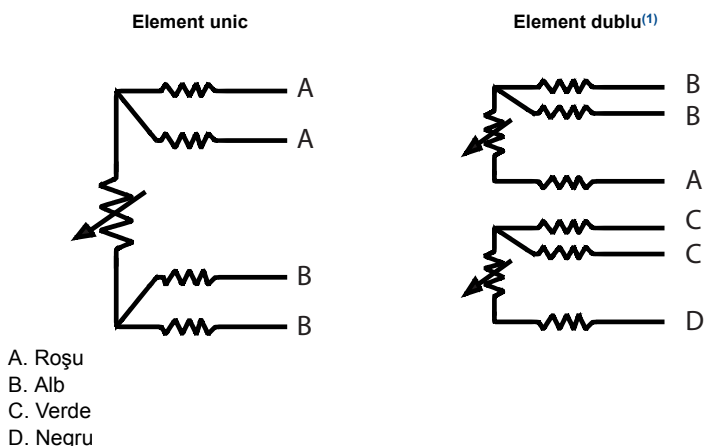 Element unic
A
A
B
B
Element dublu(1)
B
B
A
C
C
D
A. Roşu
B. Alb
C. Verde
D. Negru